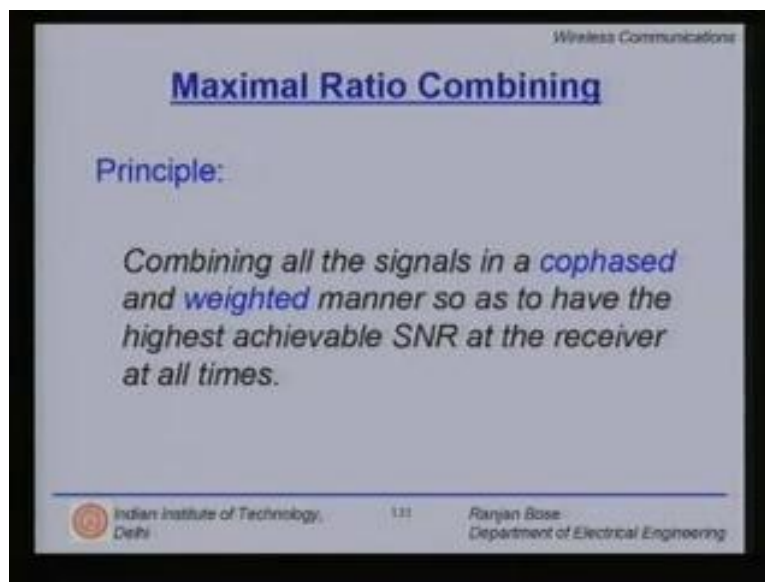 Wireless Communications
Maximal Ratio Combining
Principle:
Combining all the signals in a cophased
and weighted manner so as to have the
highest achievable SNR at the receiver
at all times.
Indian Institute of Technology,
Delhi
Ranjan Bose
Department of Electrical Engineering